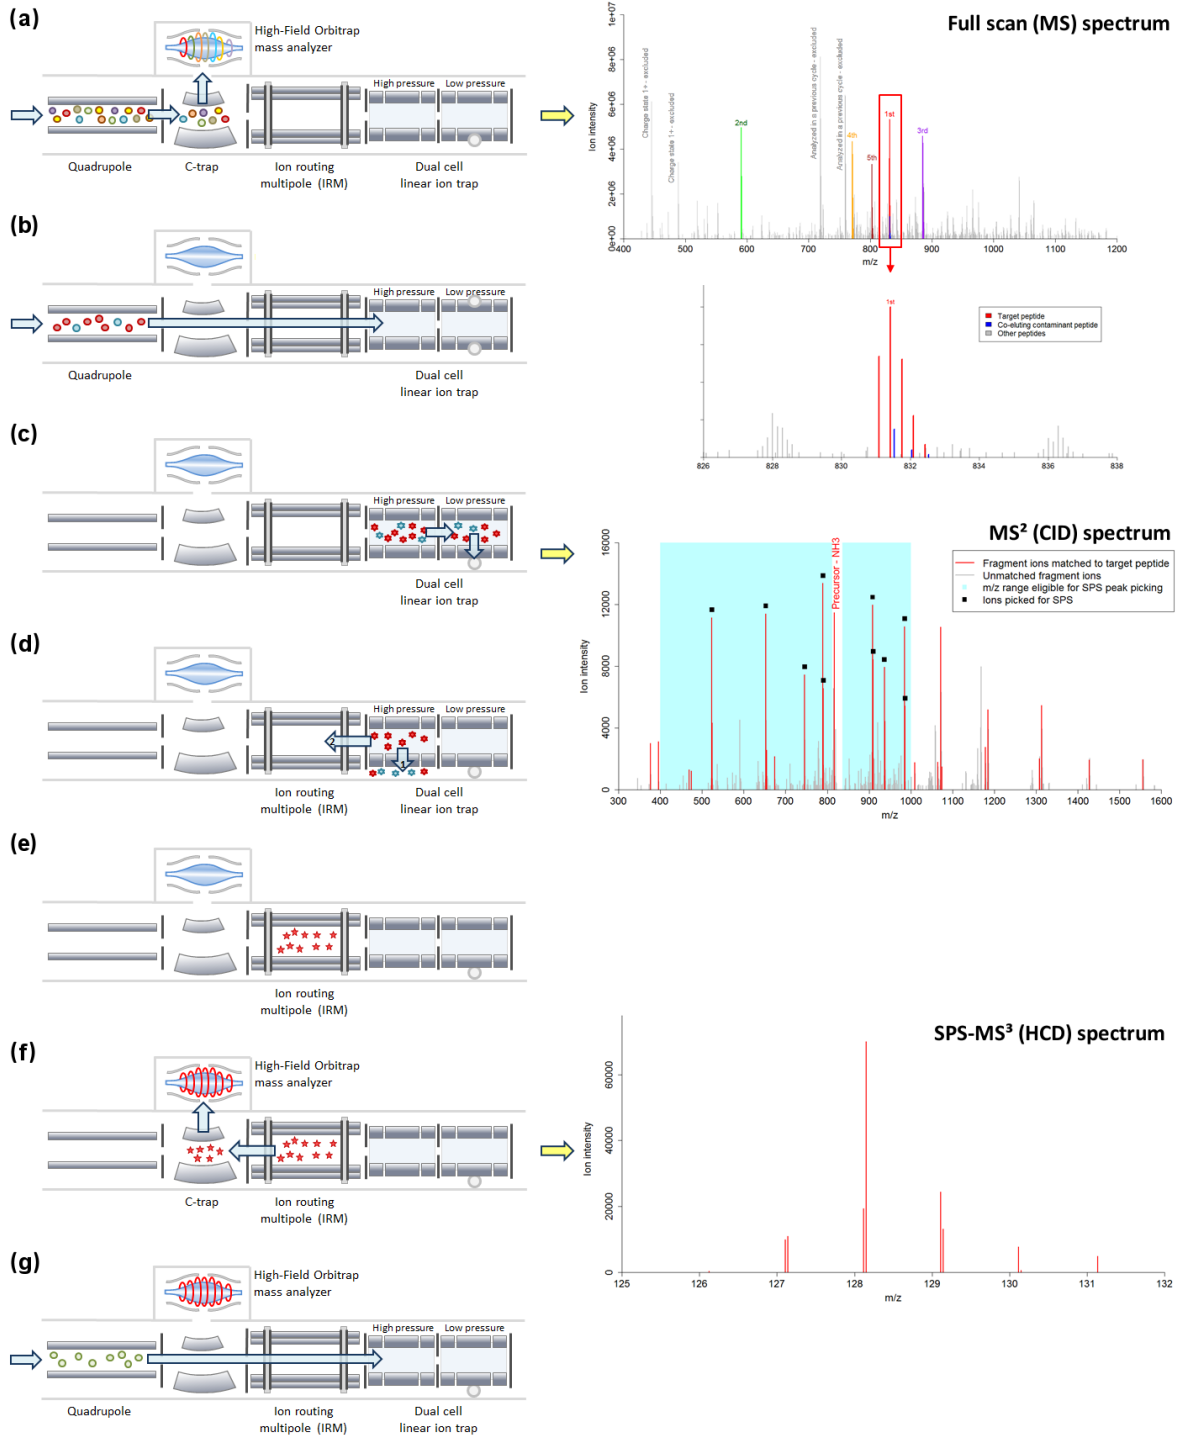 (a)
High-Field Orbitrap
mass analyzer
High pressure
Low pressure
Quadrupole
C-trap
Ion routing
multipole (IRM)
Dual cell
linear ion trap
Full scan (MS) spectrum
Ion intensity
0e+00
2e+06
4e+06
6e+06
8e+06
1e+07
Charge state 1+ - excluded
Charge state 1+ - excluded
2nd
Analyzed in a previous cycle - excluded
Analyzed in a previous cycle - excluded
4th
5th
1st
3rd
400
500
600
700
800
900
1000
1100
1200
m/z
(b)
High pressure
Low pressure
Quadrupole
Dual cell
linear ion trap
1st
Target peptide
Co-eluting contaminant peptide
Other peptides
826
828
830
832
834
836
838
(c)
High pressure
Low pressure
Dual cell
linear ion trap
MS² (CID) spectrum
Ion intensity
0
4000
8000
12000
16000
Precursor - NH3
Fragment ions matched to target peptide
Unmatched fragment ions
m/z range eligible for SPS peak picking
Ions picked for SPS
300
400
500
600
700
800
900
1000
1100
1200
1300
1400
1500
1600
m/z
(d)
High pressure
Low pressure
2
1
Ion routing
multipole (IRM)
Dual cell
linear ion trap
(e)
Ion routing
multipole (IRM)
(f)
High-Field Orbitrap
mass analyzer
C-trap
Ion routing
multipole (IRM)
SPS-MS³ (HCD) spectrum
Ion intensity
0
20000
40000
60000
125
126
127
128
129
130
131
132
m/z
(g)
High-Field Orbitrap
mass analyzer
High pressure
Low pressure
Quadrupole
Ion routing
multipole (IRM)
Dual cell
linear ion trap